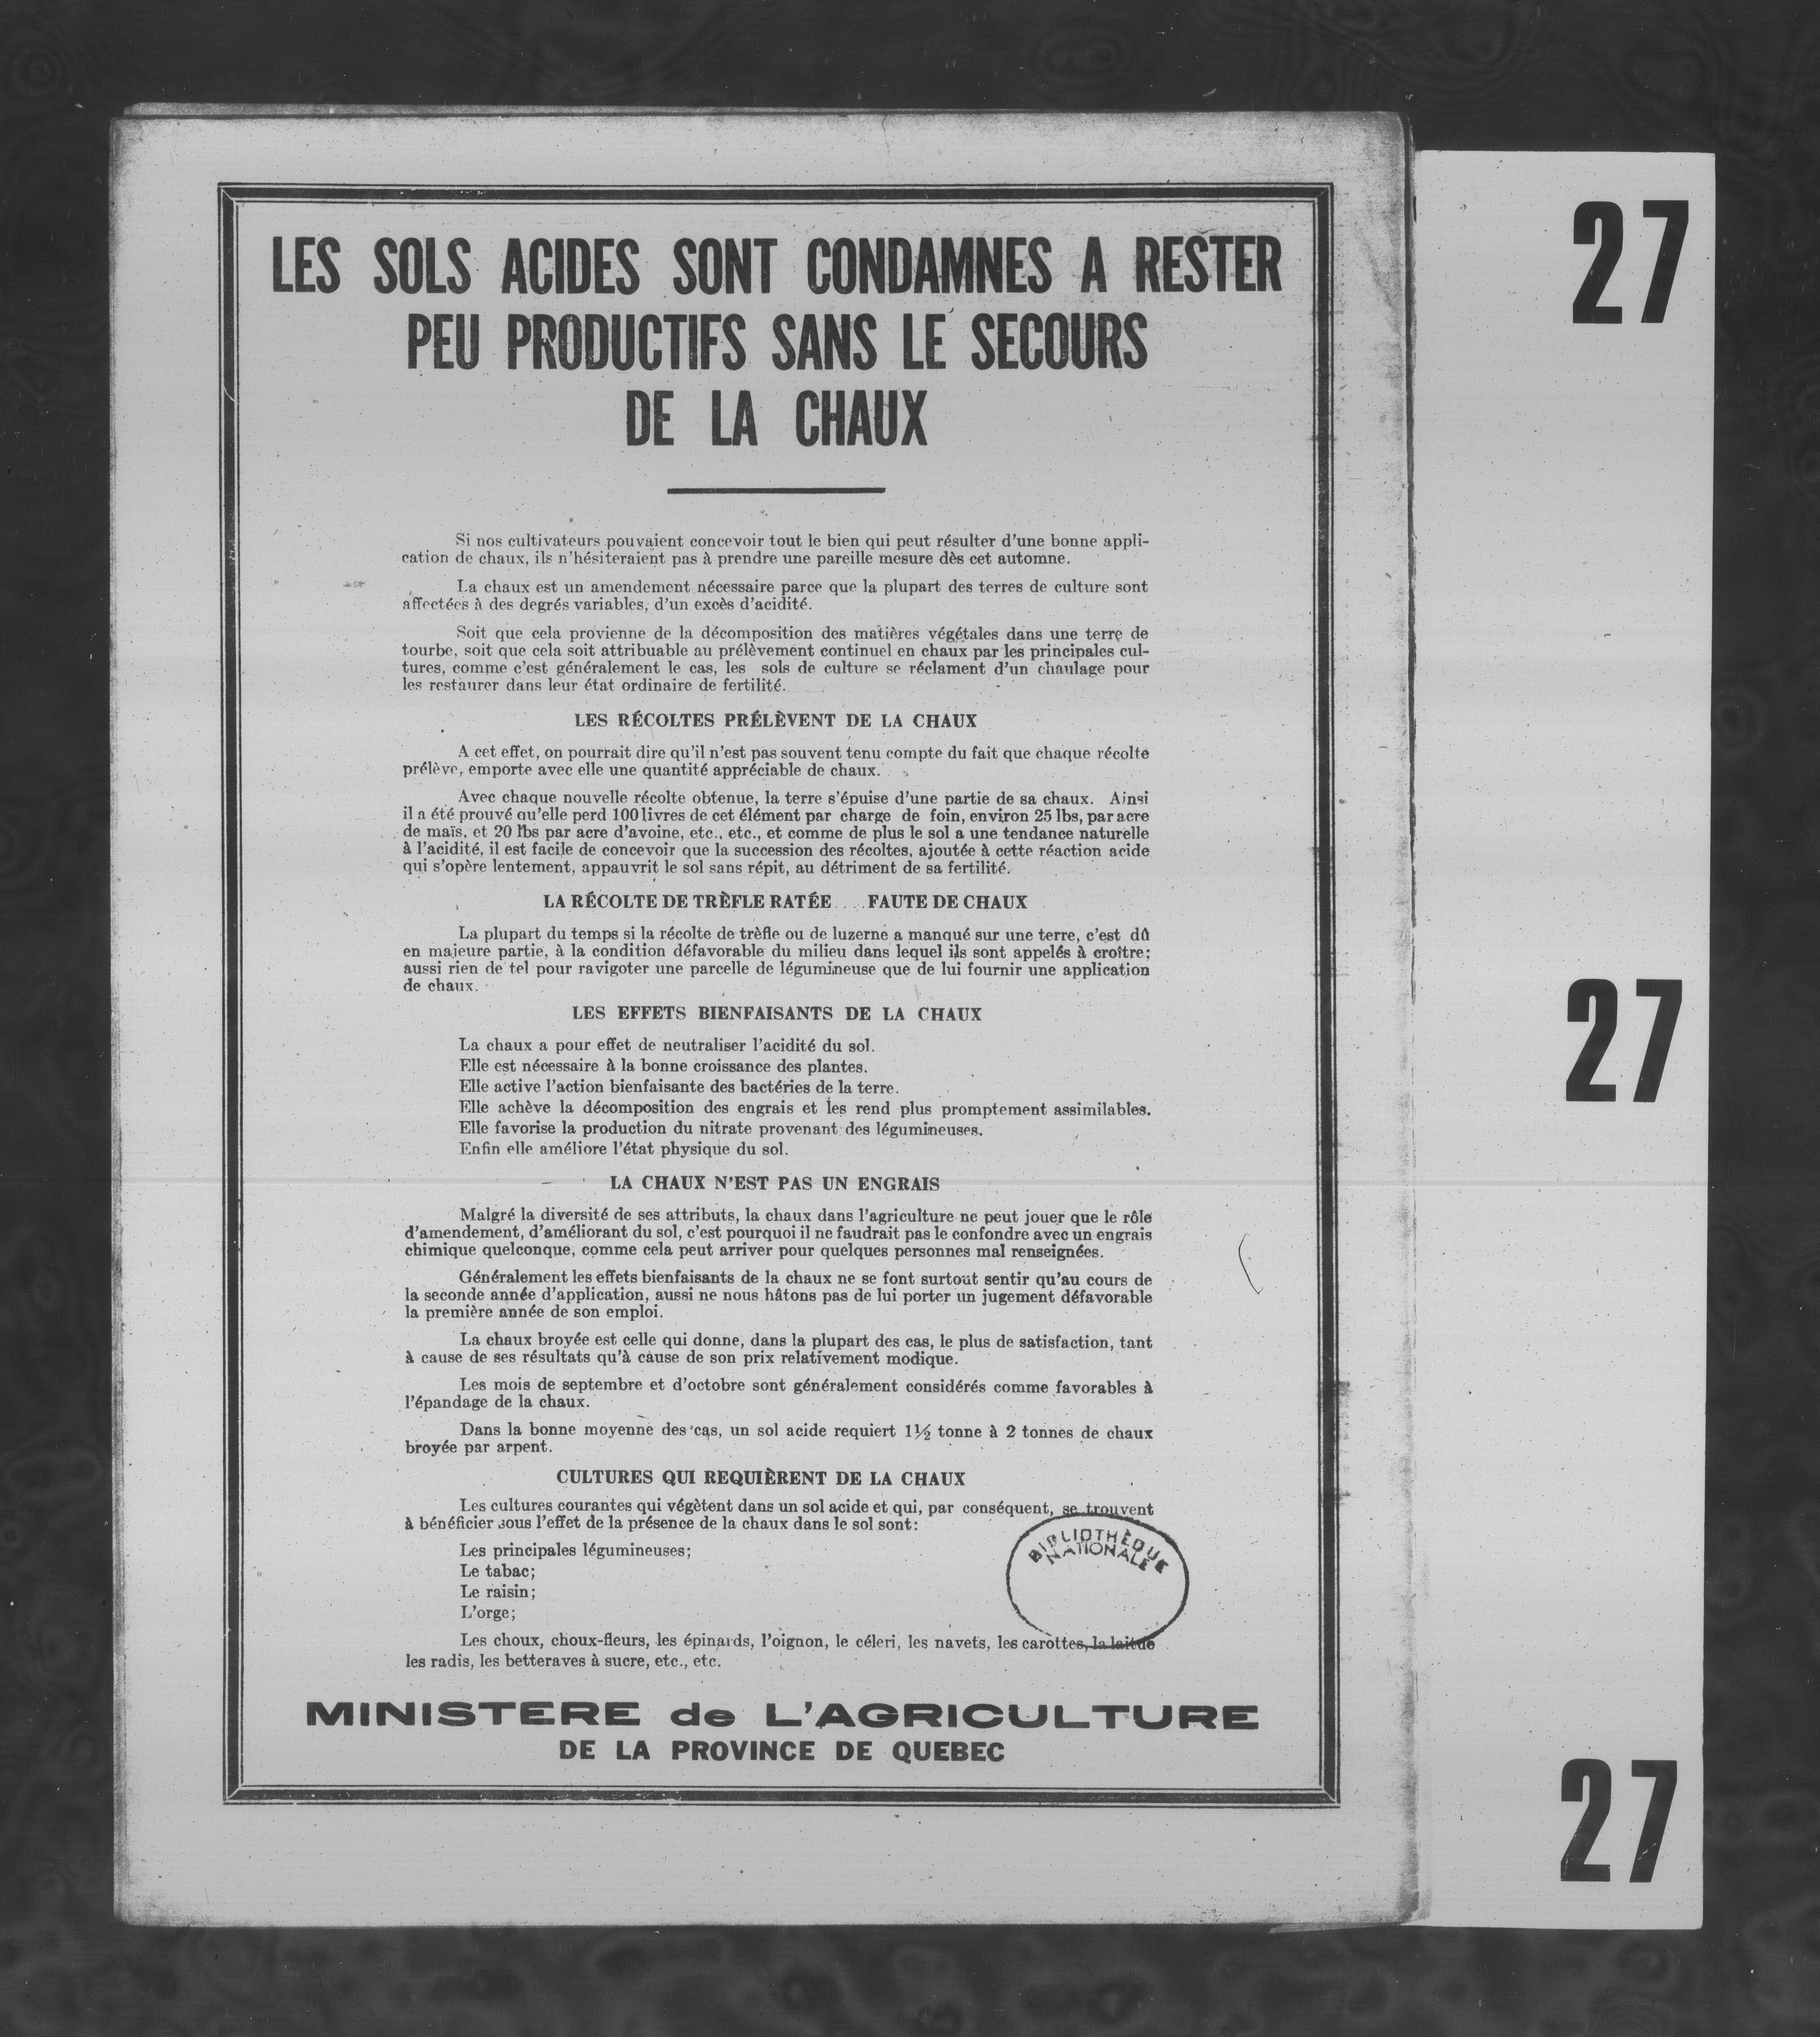 LES SOLS ACIDES SONT CONDAMNES A RESTER
PEU PRODUCTIFS SANS LE SECOURS
DE LA CHAUX
Si nos cultivateurs pouvaient concevoir tout le bien qui peut résulter d'une bonne appli-
cation de chaux, ils n'hésiteraient pas à prendre une pareille mesure dès cet automne.
La chaux est un amendement nécessaire parce que la plupart des terres de culture sont
affectées à des degrés variables, d'un excès d'acidité.
Soit que cela provienne de la décomposition des matières végétales dans une terre de
tourbe, soit que cela soit attribuable au prélèvement continuel en chaux par les principales cul-
tures, comme c'est généralement le cas, les sols de culture se réclament d'un chaulage pour
les restaurer dans leur état ordinaire de fertilité.
LES RÉCOLTES PRÉLÈVENT DE LA CHAUX
A cet effet, on pourrait dire qu'il n'est pas souvent tenu compte du fait que chaque récolte
prélève, emporte avec elle une quantité appréciable de chaux.
Avec chaque nouvelle récolte obtenue, la terre s'épuise d'une partie de sa chaux. Ainsi
il a été prouvé qu'elle perd 100 livres de cet élément par charge de foin, environ 25 lbs, par acre
de maïs, et 20 lbs par acre d'avoine, etc., etc., et comme de plus le sol a une tendance naturelle
à l'acidité, il est facile de concevoir que la succession des récoltes, ajoutée à cette réaction acide
qui s'opère lentement, appauvrit le sol sans répit, au détriment de sa fertilité.
LA RÉCOLTE DE TRÈFLE RATÉE .... FAUTE DE CHAUX
La plupart du temps si la récolte de trèfle ou de luzerne a manqué sur une terre, c'est dû
en majeure partie, à la condition défavorable du milieu dans lequel ils sont appelés à croître;
aussi rien de tel pour ravigoter une parcelle de légumineuse que de lui fournir une application
de chaux.
LES EFFETS BIENFAISANTS DE LA CHAUX
La chaux a pour effet de neutraliser l'acidité du sol.
Elle est nécessaire à la bonne croissance des plantes.
Elle active l'action bienfaisante des bactéries de la terre.
Elle achève la décomposition des engrais et les rend plus promptement assimilables.
Elle favorise la production du nitrate provenant des légumineuses.
Enfin elle améliore l'état physique du sol.
LA CHAUX N'EST PAS UN ENGRAIS
Malgré la diversité de ses attributs, la chaux dans l'agriculture ne peut jouer que le rôle
d'amendement, d'améliorant du sol, c'est pourquoi il ne faudrait pas le confondre avec un engrais
chimique quelconque, comme cela peut arriver pour quelques personnes mal renseignées.
Généralement les effets bienfaisants de la chaux ne se font surtout sentir qu'au cours de
la seconde année d'application, aussi ne nous hâtons pas de lui porter un jugement défavorable
la première année de son emploi.
La chaux broyée est celle qui donne, dans la plupart des cas, le plus de satisfaction, tant
à cause de ses résultats qu'à cause de son prix relativement modique.
Les mois de septembre et d'octobre sont généralement considérés comme favorables à
l'épandage de la chaux.
Dans la bonne moyenne des cas, un sol acide requiert 1½ tonne à 2 tonnes de chaux
broyée par arpent.
CULTURES QUI REQUIÈRENT DE LA CHAUX
Les cultures courantes qui végètent dans un sol acide et qui, par conséquent, se trouvent
à bénéficier sous l'effet de la présence de la chaux dans le sol sont:
Les principales légumineuses;
Le tabac;
Le raisin;
L'orge;
Les choux, choux-fleurs, les épinards, l'oignon, le céleri, les navets, les carottes, la laitue
les radis, les betteraves à sucre, etc., etc.
BIBLIOTHÈQUE
NATIONALE
MINISTERE de L'AGRICULTURE
DE LA PROVINCE DE QUEBEC
27
27
27